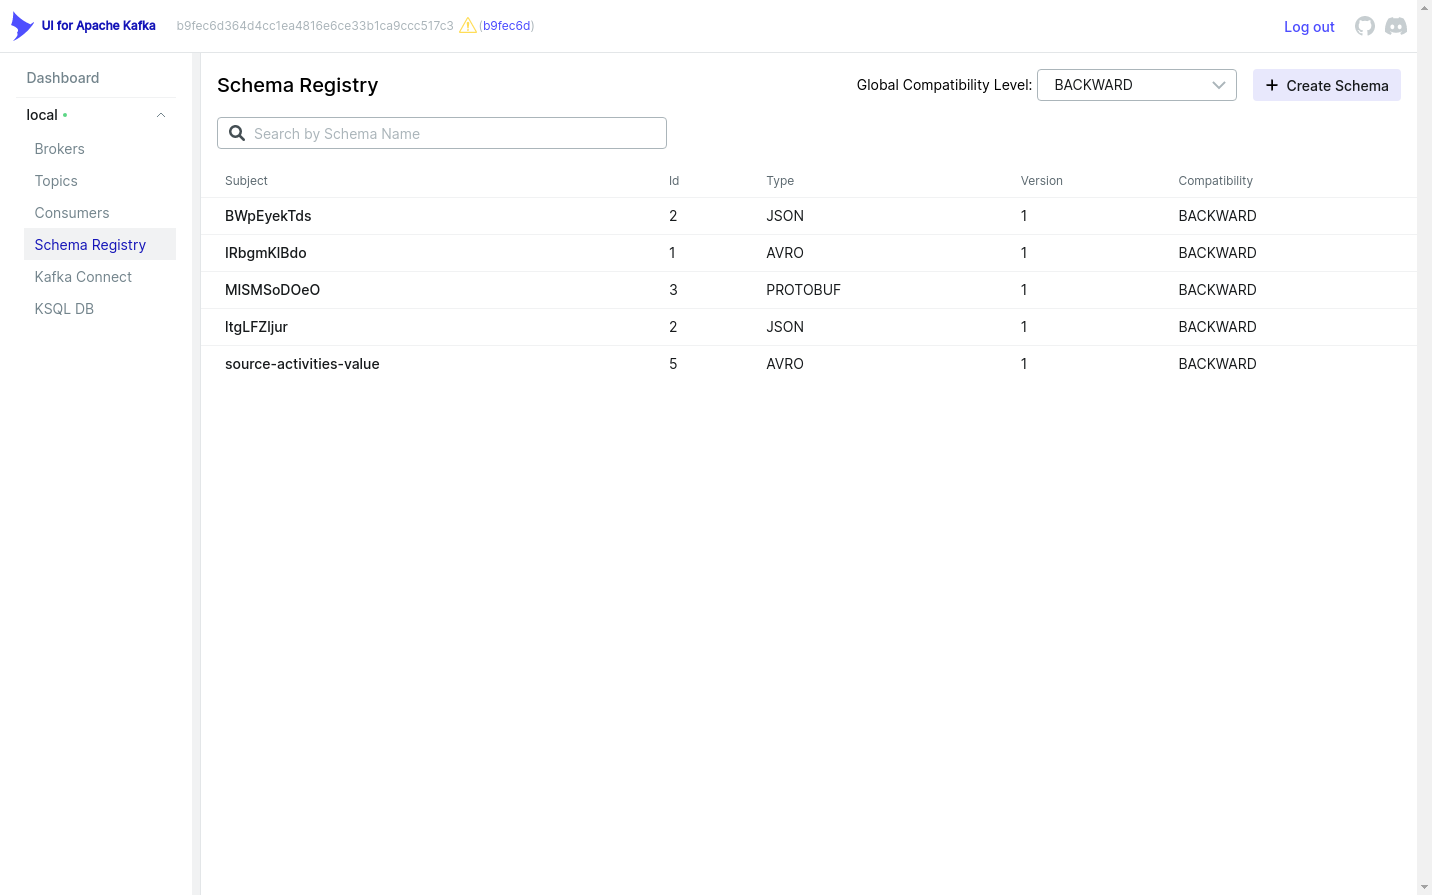 UI for Apache Kafka b9fec6d364d4cc1ea4816e6ce33b1ca9ccc517c3 (b9fec6d) Log out
Dashboard
local
Brokers
Topics
Consumers
Schema Registry
Kafka Connect
KSQL DB
Schema Registry Global Compatibility Level: BACKWARD Create Schema
Search by Schema Name
Subject Id Type Version Compatibility
BWpEyekTds 2 JSON 1 BACKWARD
IRbgmKlBdo 1 AVRO 1 BACKWARD
MISMSoDOeO 3 PROTOBUF 1 BACKWARD
ltgLFZIjur 2 JSON 1 BACKWARD
source-activities-value 5 AVRO 1 BACKWARD